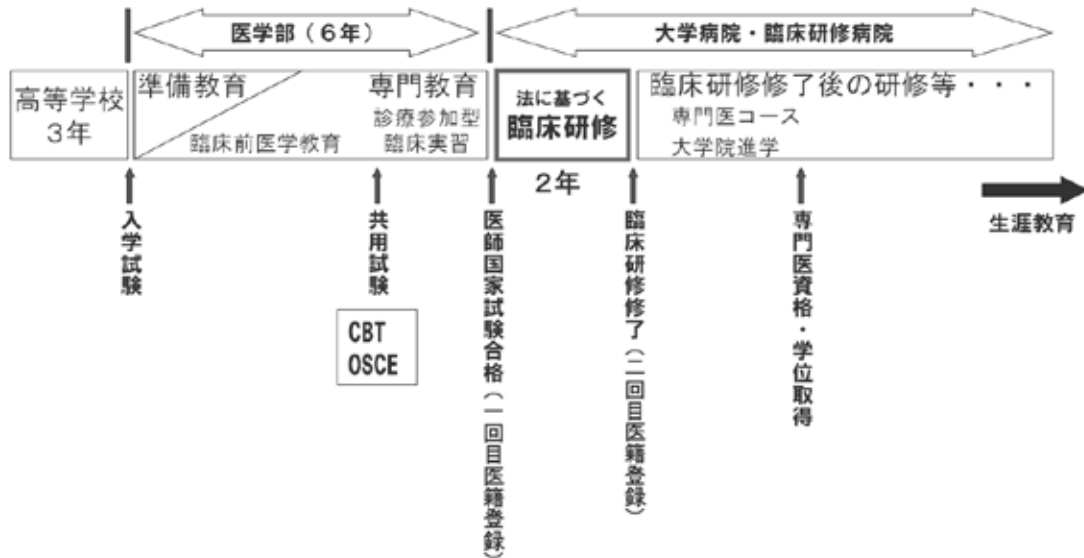 医学部(6年)
大学病院・臨床研修病院
高等学校
3年
準備教育
臨床前医学教育
専門教育
診療参加型
臨床実習
法に基づく
臨床研修
2年
臨床研修修了後の研修等・・・
専門医コース
大学院進学
生涯教育
入学試験
共用試験
CBT
OSCE
医師国家試験合格(一回目医籍登録)
臨床研修修了(二回目医籍登録)
専門医資格・学位取得